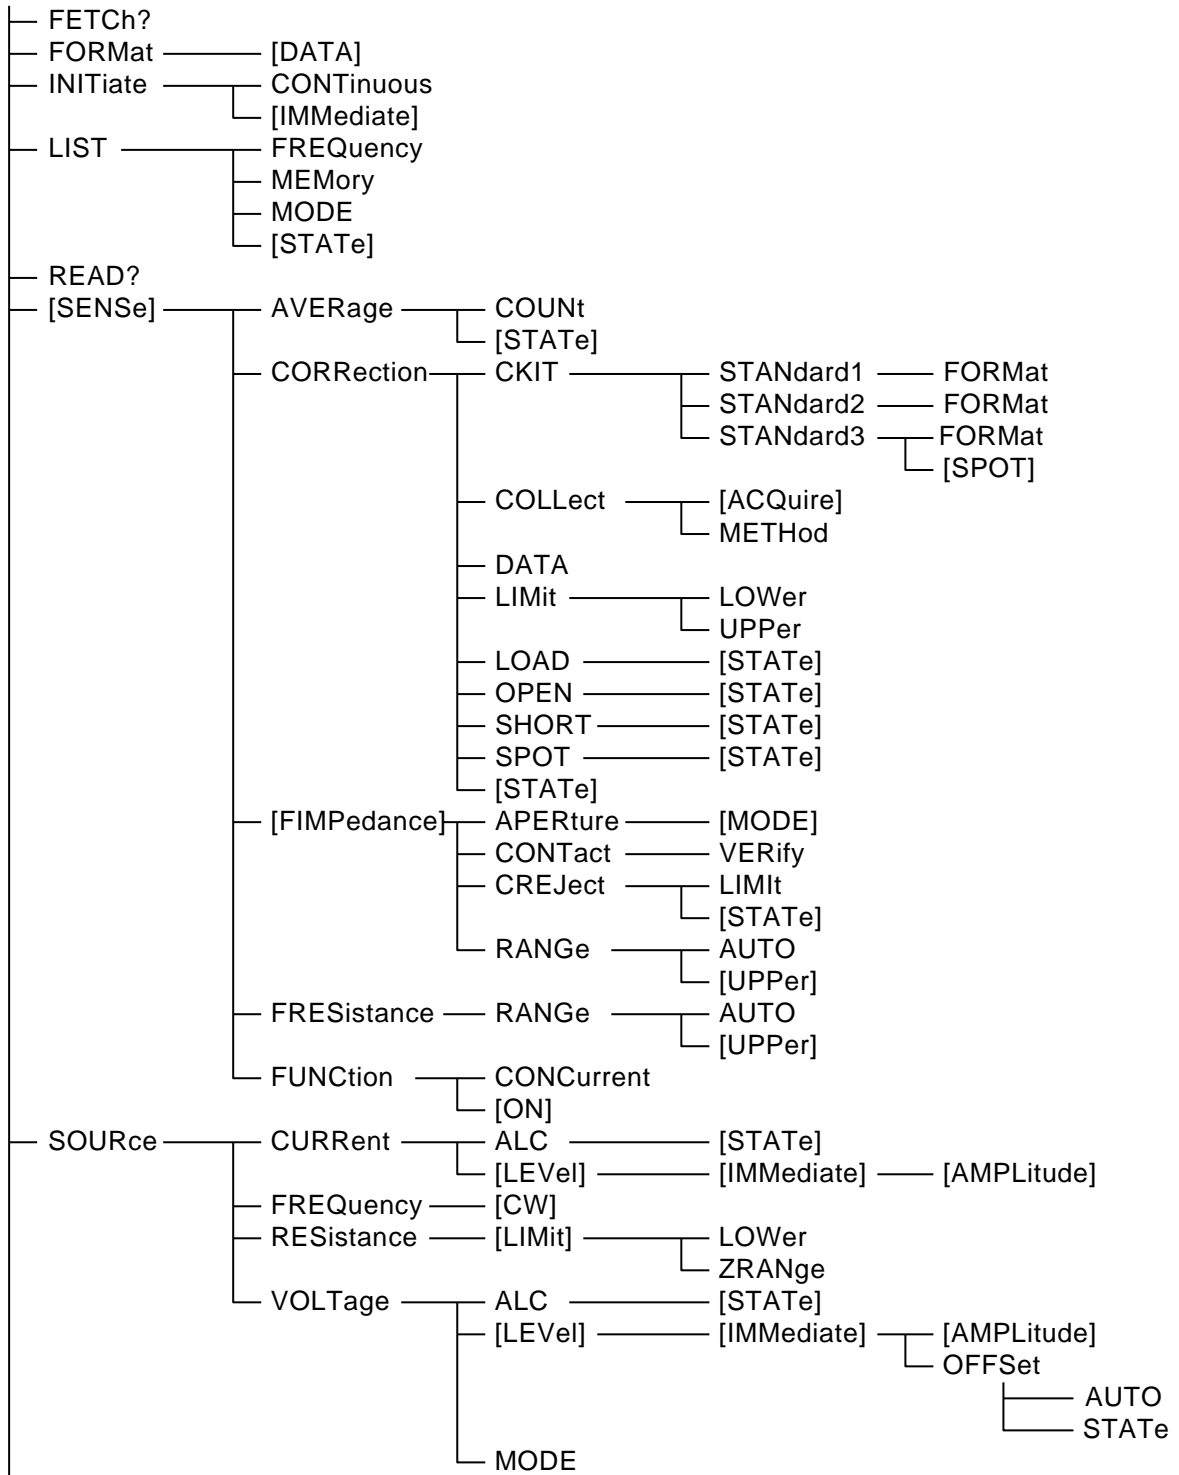 FETCh?
FORMat [DATA]
INITiate CONTinuous
[IMMediate]
LIST FREQuency
MEMory
MODE
[STATe]
READ?
[SENSe] AVERage COUNt
[STATe]
CORRection CKIT STANdard1 FORMat
STANdard2 FORMat
STANdard3 FORMat
[SPOT]
COLLect [ACQuire]
METHod
DATA
LIMit LOWer
UPPer
LOAD [STATe]
OPEN [STATe]
SHORT [STATe]
SPOT [STATe]
[STATe]
[FIMPedance] APERture [MODE]
CONTact VERify
CREJect LIMIt
[STATe]
RANGe AUTO
[UPPer]
FRESistance RANGe AUTO
[UPPer]
FUNCtion CONCurrent
[ON]
SOURce CURRent ALC [STATe]
[LEVel] [IMMediate] [AMPLitude]
FREQuency [CW]
RESistance [LIMit] LOWer
ZRANge
VOLTage ALC [STATe]
[LEVel] [IMMediate] [AMPLitude]
OFFSet
AUTO
STATe
MODE